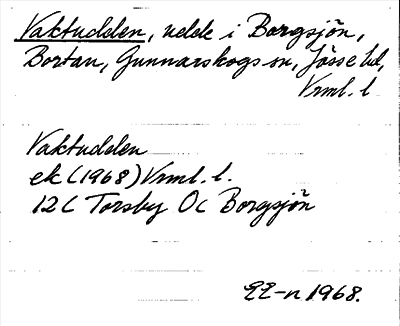 Vaktudden, udde i Borgsjön,
Bortan, Gunnarskogs sn, Jösse hd,
Vrml. l
Vaktudden
ek (1968) Vrml. l.
12 C Torsby Oc Borgsjön
EE-n 1968.